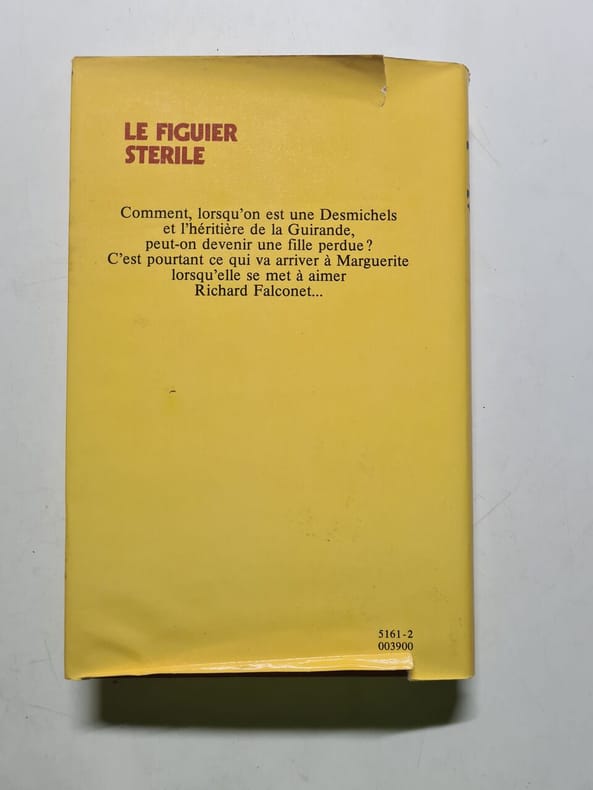 LE FIGUIER
STERILE
Comment, lorsqu'on est une Desmichels
et l'héritière de la Guirande,
peut-on devenir une fille perdue ?
C'est pourtant ce qui va arriver à Marguerite
lorsqu'elle se met à aimer
Richard Falconet...
5161-2
003900